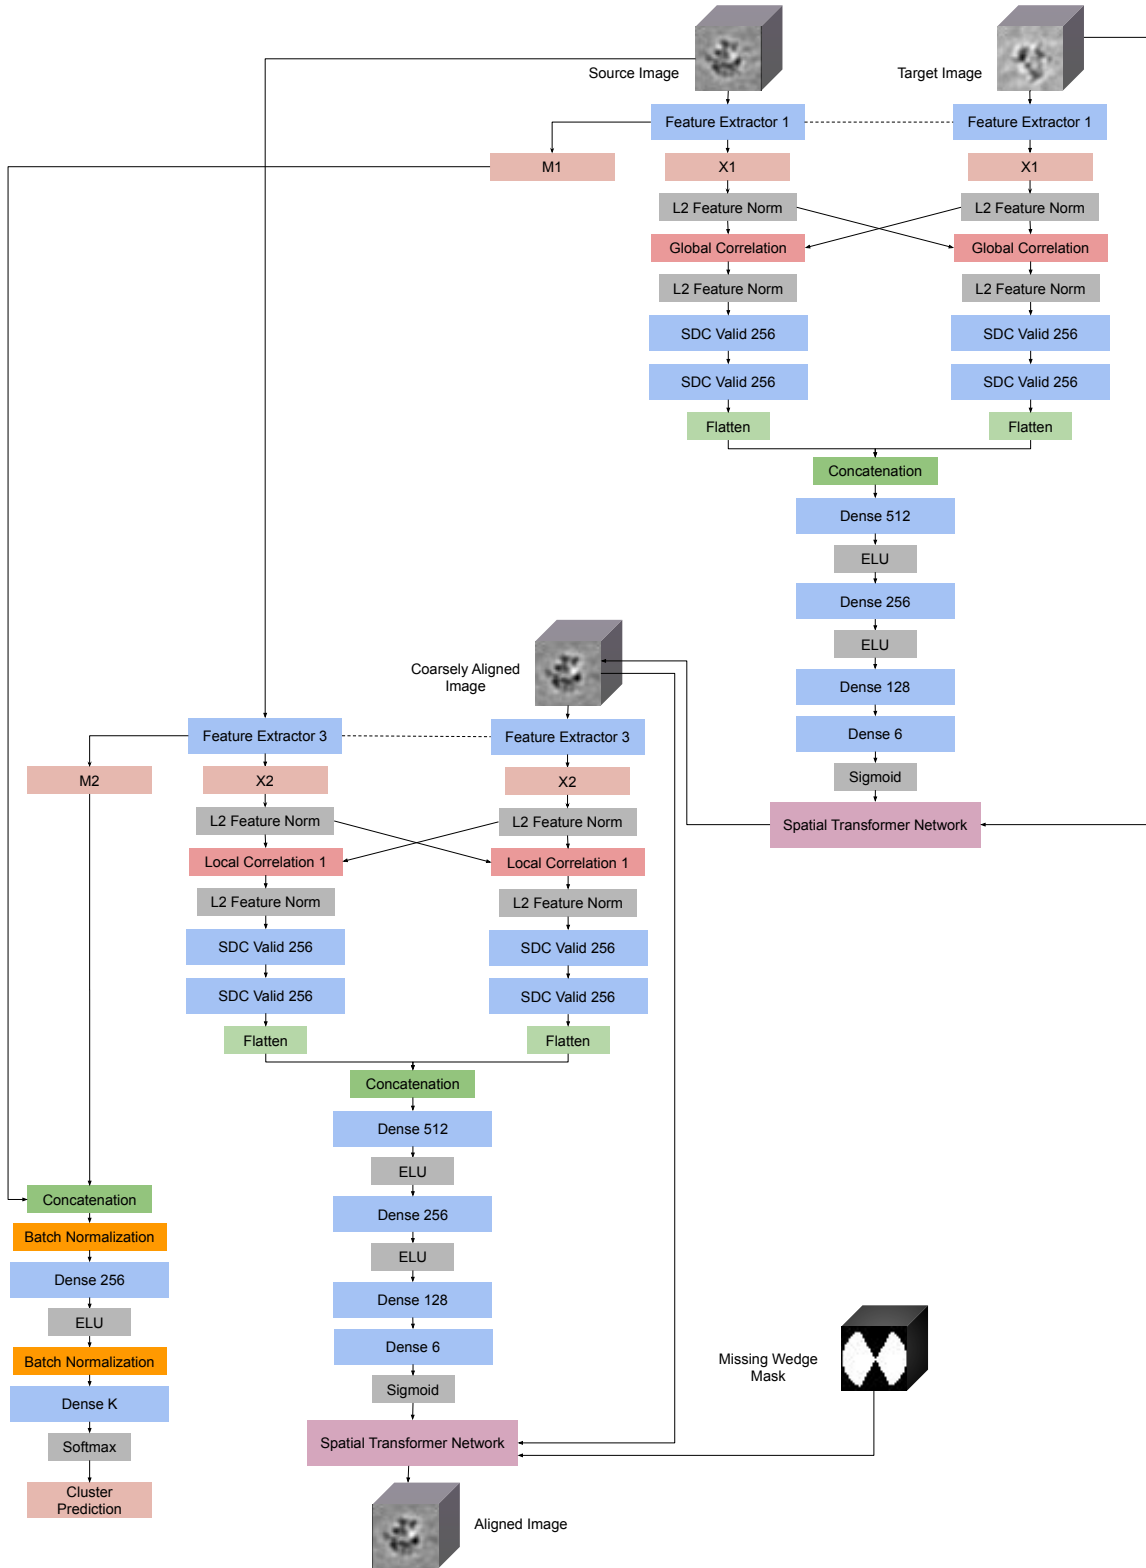 Source Image
Target Image
Feature Extractor 1
Feature Extractor 1
M1
X1
X1
L2 Feature Norm
L2 Feature Norm
Global Correlation
Global Correlation
L2 Feature Norm
L2 Feature Norm
SDC Valid 256
SDC Valid 256
SDC Valid 256
SDC Valid 256
Flatten
Flatten
Concatenation
Dense 512
ELU
Dense 256
ELU
Dense 128
Dense 6
Sigmoid
Spatial Transformer Network
Coarsely Aligned
Image
Feature Extractor 3
Feature Extractor 3
M2
X2
X2
L2 Feature Norm
L2 Feature Norm
Local Correlation 1
Local Correlation 1
L2 Feature Norm
L2 Feature Norm
SDC Valid 256
SDC Valid 256
SDC Valid 256
SDC Valid 256
Flatten
Flatten
Concatenation
Dense 512
ELU
Dense 256
ELU
Dense 128
Dense 6
Sigmoid
Spatial Transformer Network
Concatenation
Batch Normalization
Dense 256
ELU
Batch Normalization
Dense K
Softmax
Cluster
Prediction
Missing Wedge
Mask
Aligned Image